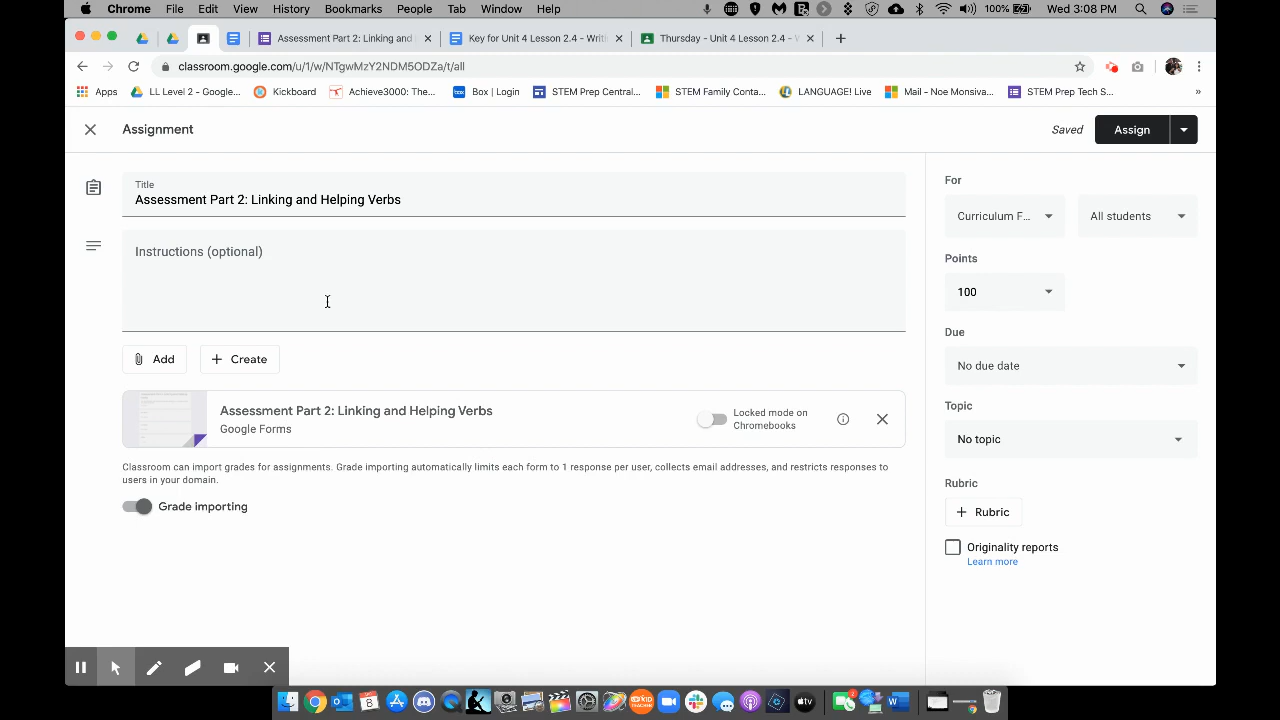 Chrome File Edit View History Bookmarks People Tab Window Help 100% Wed 3:08 PM
Assessment Part 2: Linking and Key for Unit 4 Lesson 2.4 - Writi Thursday - Unit 4 Lesson 2.4 - W
classroom.google.com/u/1/w/NTgwMzY2NDM5ODZa/t/all
Apps LL Level 2 - Google... Kickboard Achieve3000: The... Box | Login STEM Prep Central... STEM Family Conta... LANGUAGE! Live Mail - Noe Monsiva... STEM Prep Tech S... »
Assignment Saved Assign
Title
Assessment Part 2: Linking and Helping Verbs
Instructions (optional)
Add Create
Assessment Part 2: Linking and Helping Verbs
Google Forms
Locked mode on
Chromebooks
Classroom can import grades for assignments. Grade importing automatically limits each form to 1 response per user, collects email addresses, and restricts responses to
users in your domain.
Grade importing
For
Curriculum F... All students
Points
100
Due
No due date
Topic
No topic
Rubric
+ Rubric
Originality reports
Learn more